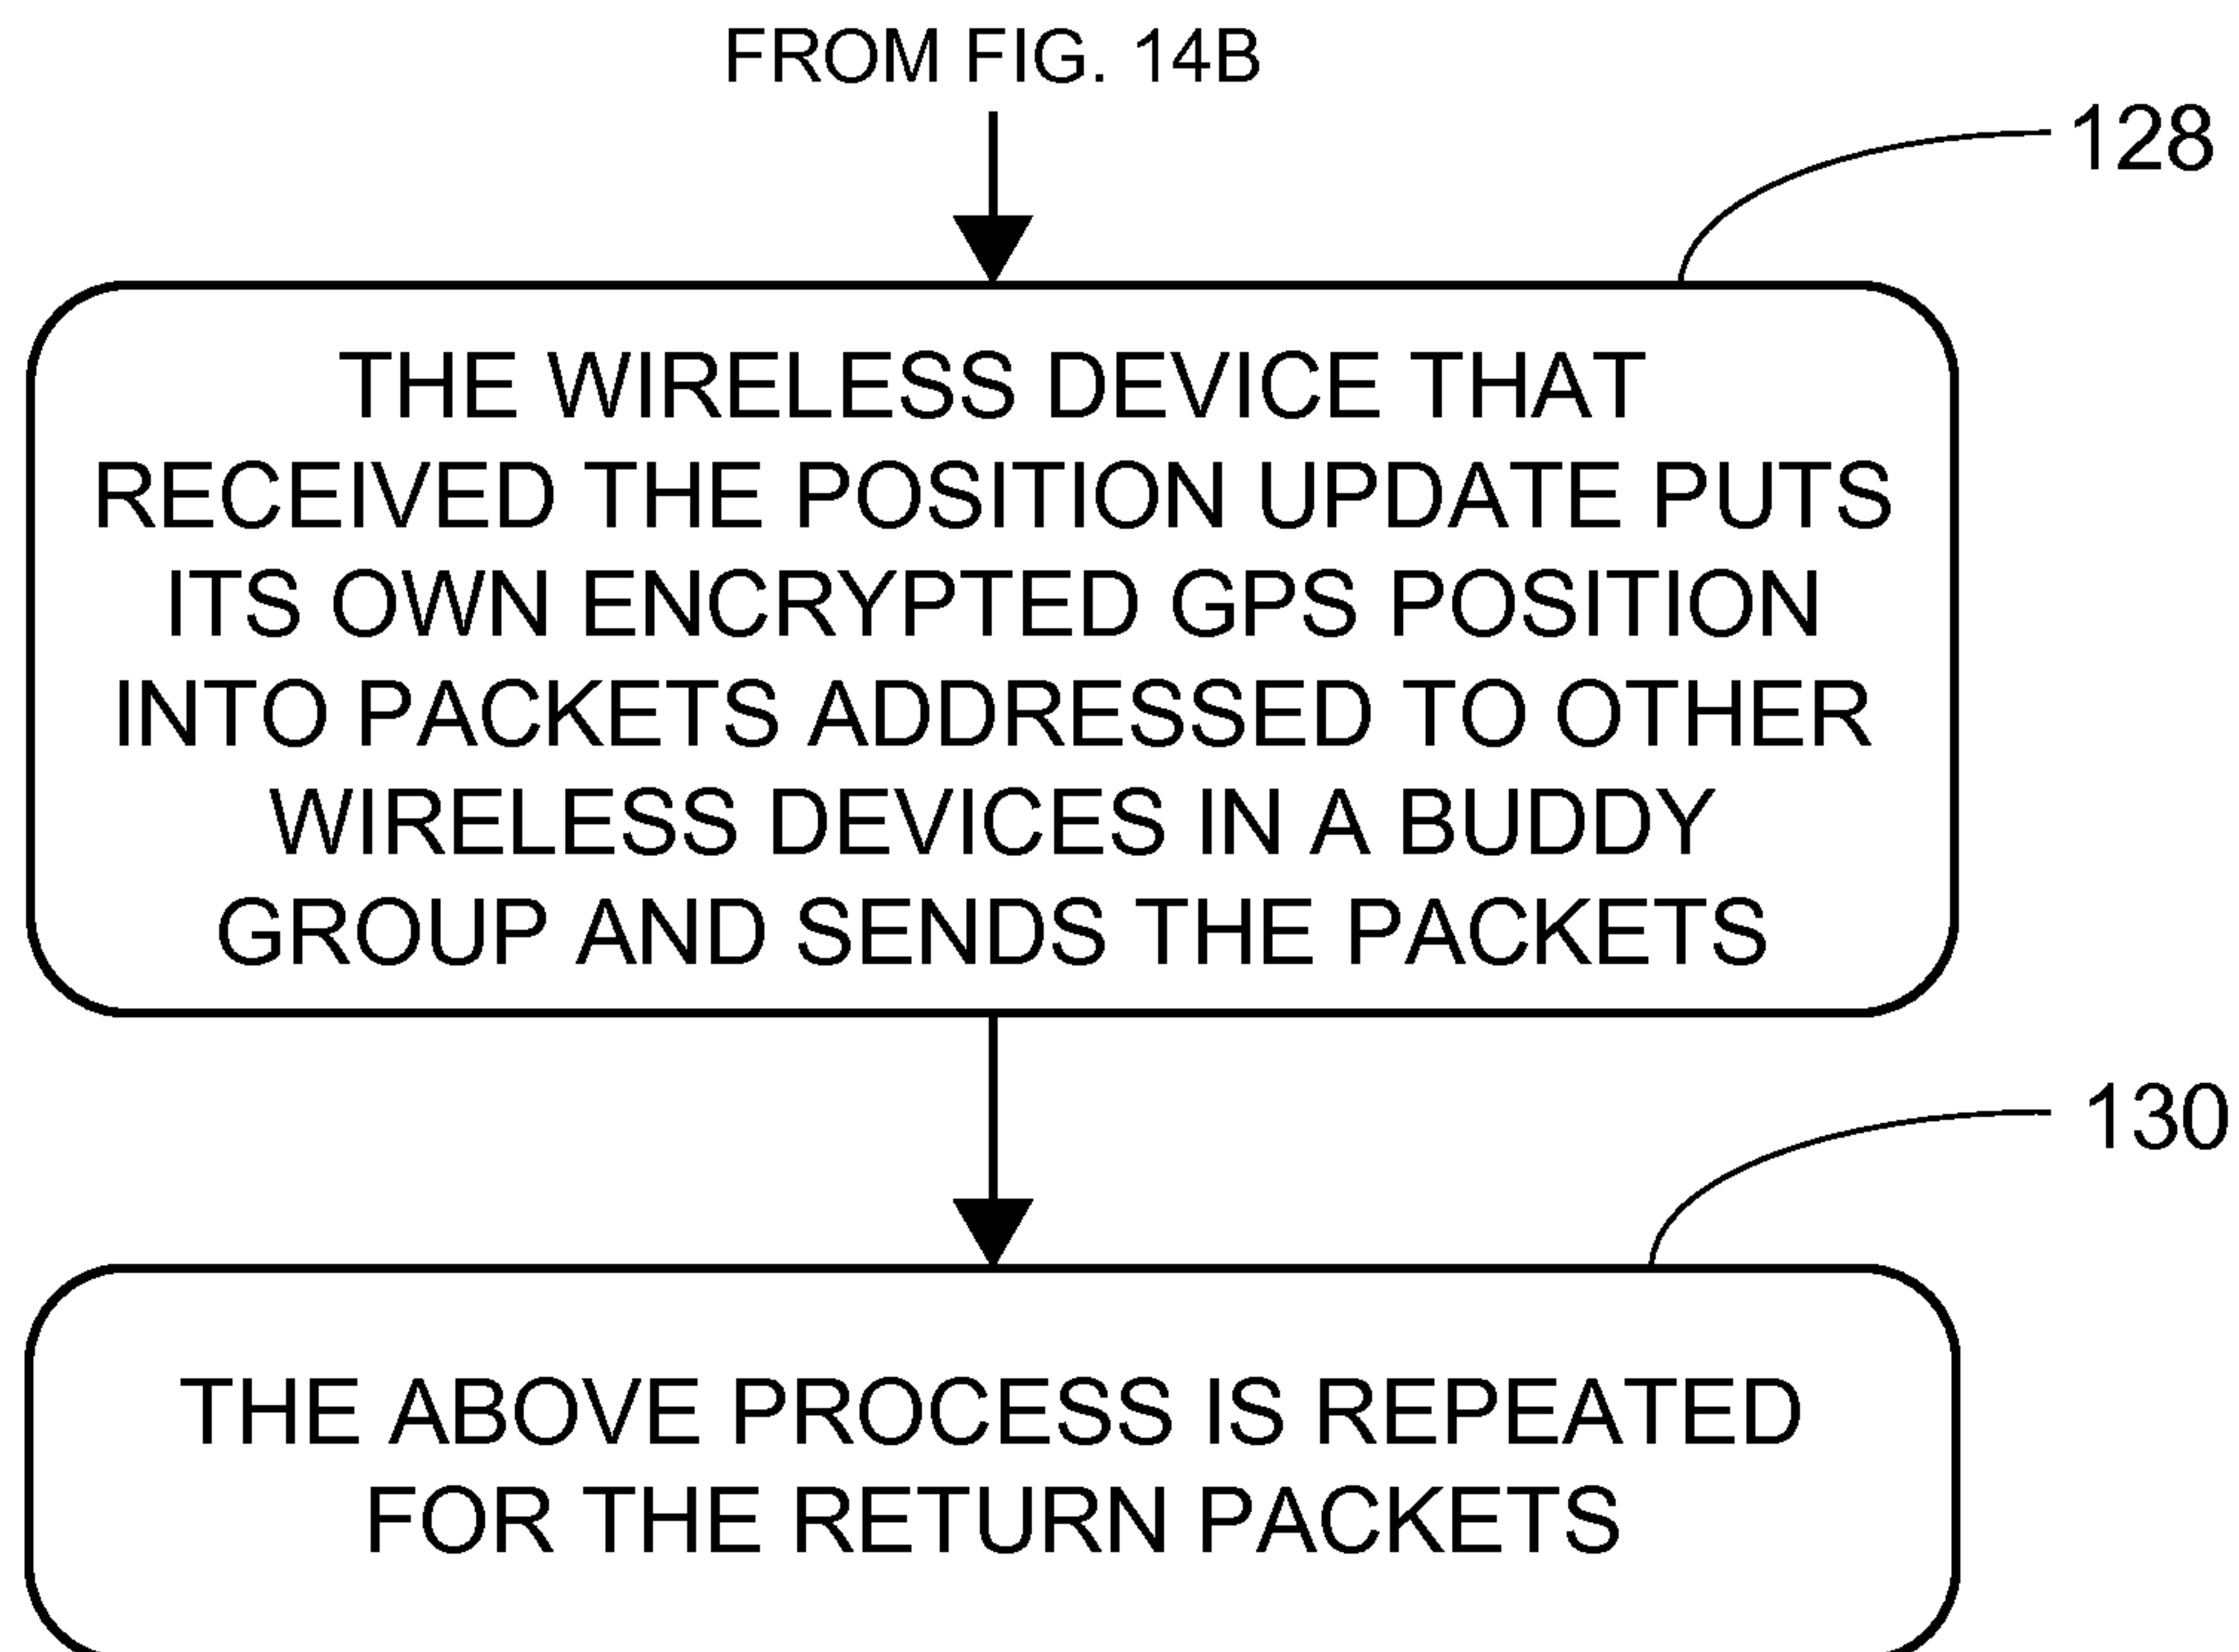 FROM FIG. 14B
128
THE WIRELESS DEVICE THAT
RECEIVED THE POSITION UPDATE PUTS
ITS OWN ENCRYPTED GPS POSITION
INTO PACKETS ADDRESSED TO OTHER
WIRELESS DEVICES IN A BUDDY
GROUP AND SENDS THE PACKETS
130
THE ABOVE PROCESS IS REPEATED
FOR THE RETURN PACKETS